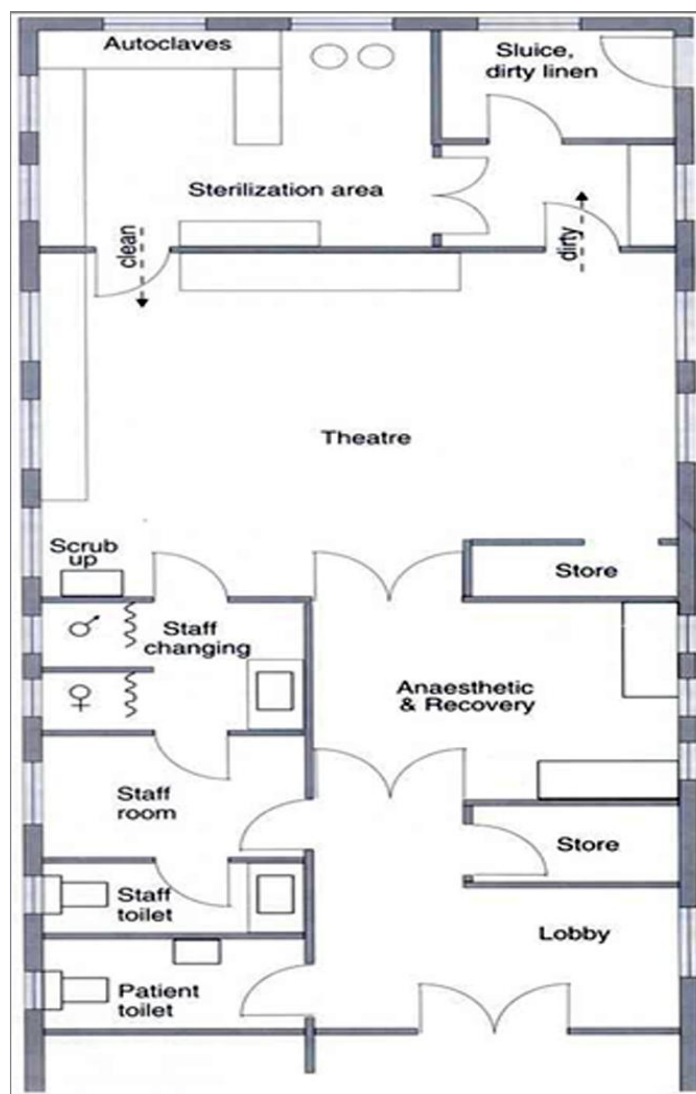 Autoclaves
Sluice,
dirty linen
Sterilization area
clean
dirty
Theatre
Scrub
up
Store
Staff
changing
Anaesthetic
& Recovery
Staff
room
Store
Staff
toilet
Lobby
Patient
toilet